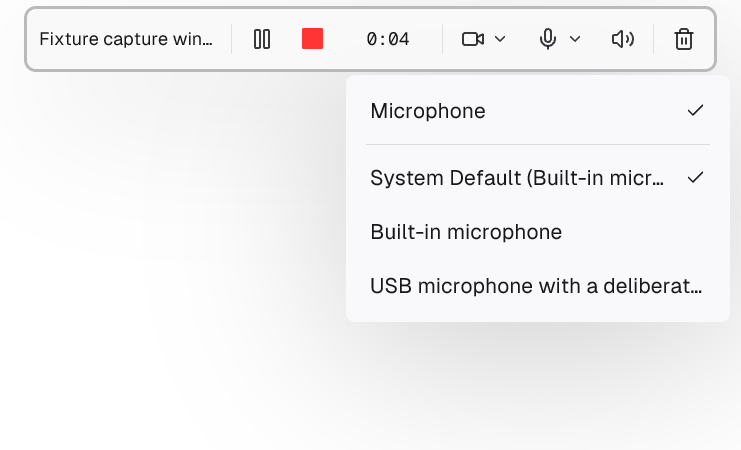 Fixture capture win...
0:04
Microphone
System Default (Built-in micr...
Built-in microphone
USB microphone with a deliberat...